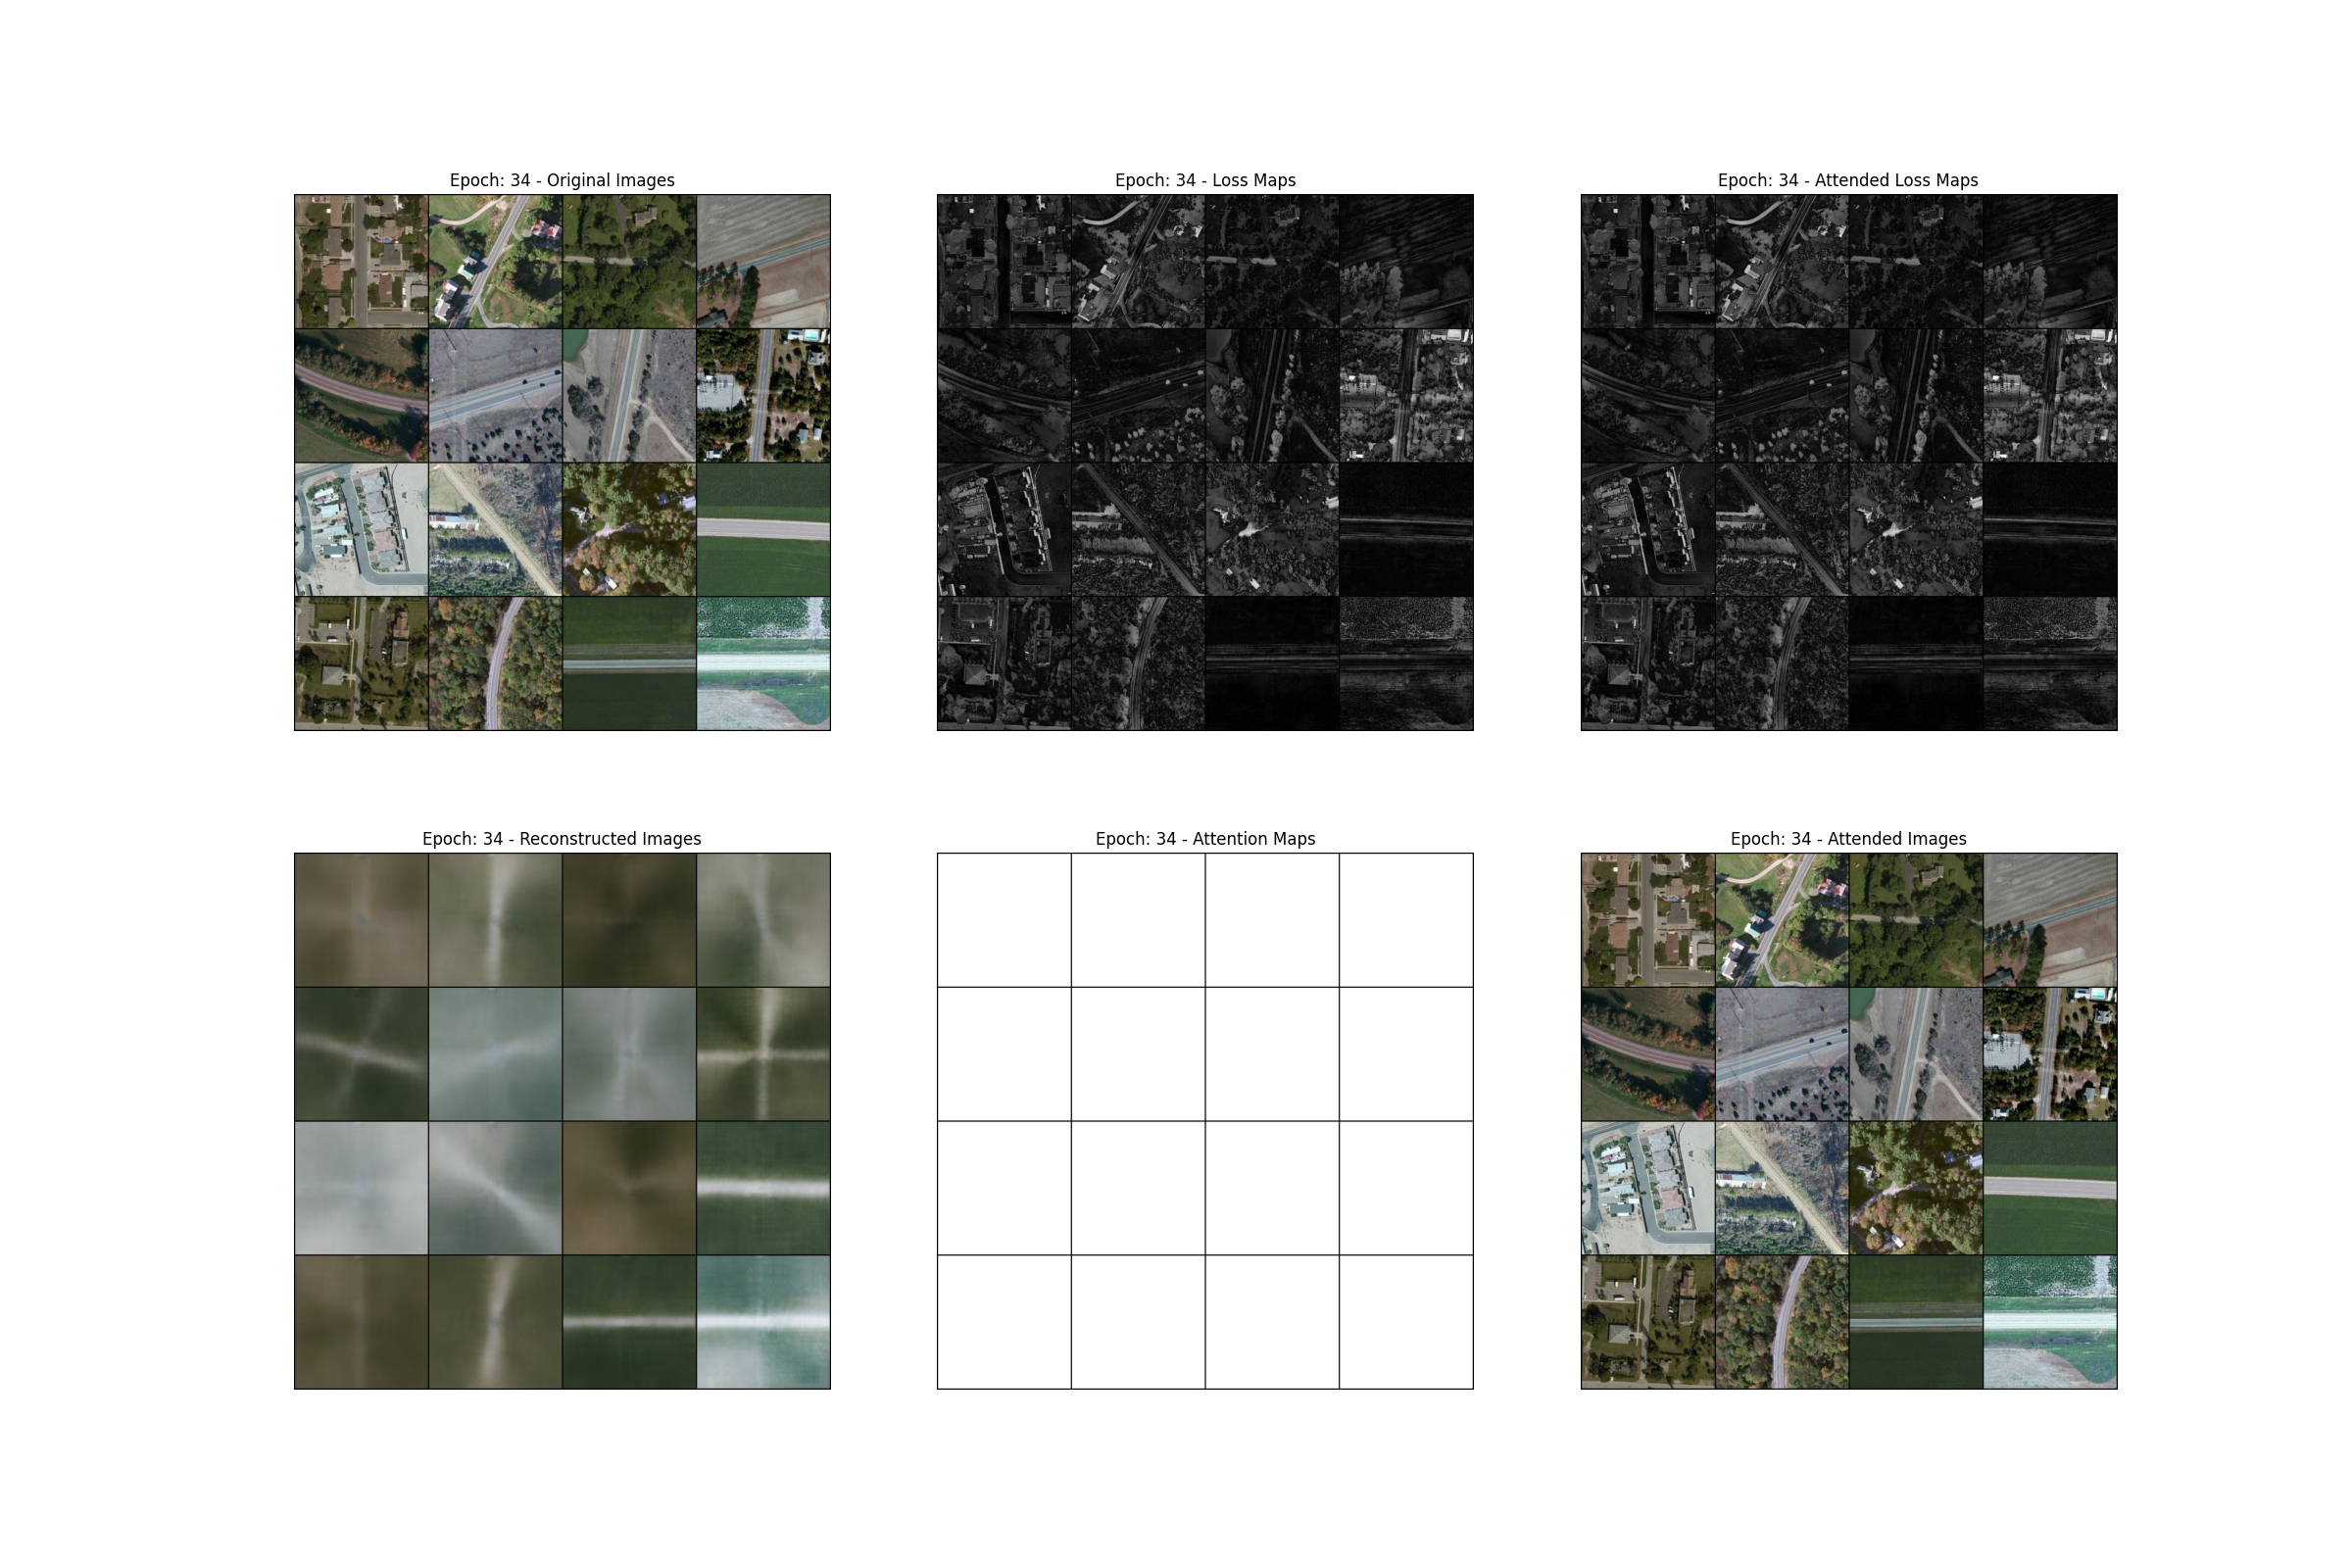 Epoch: 34 - Original Images
Epoch: 34 - Loss Maps
Epoch: 34 - Attended Loss Maps
Epoch: 34 - Reconstructed Images
Epoch: 34 - Attention Maps
Epoch: 34 - Attended Images